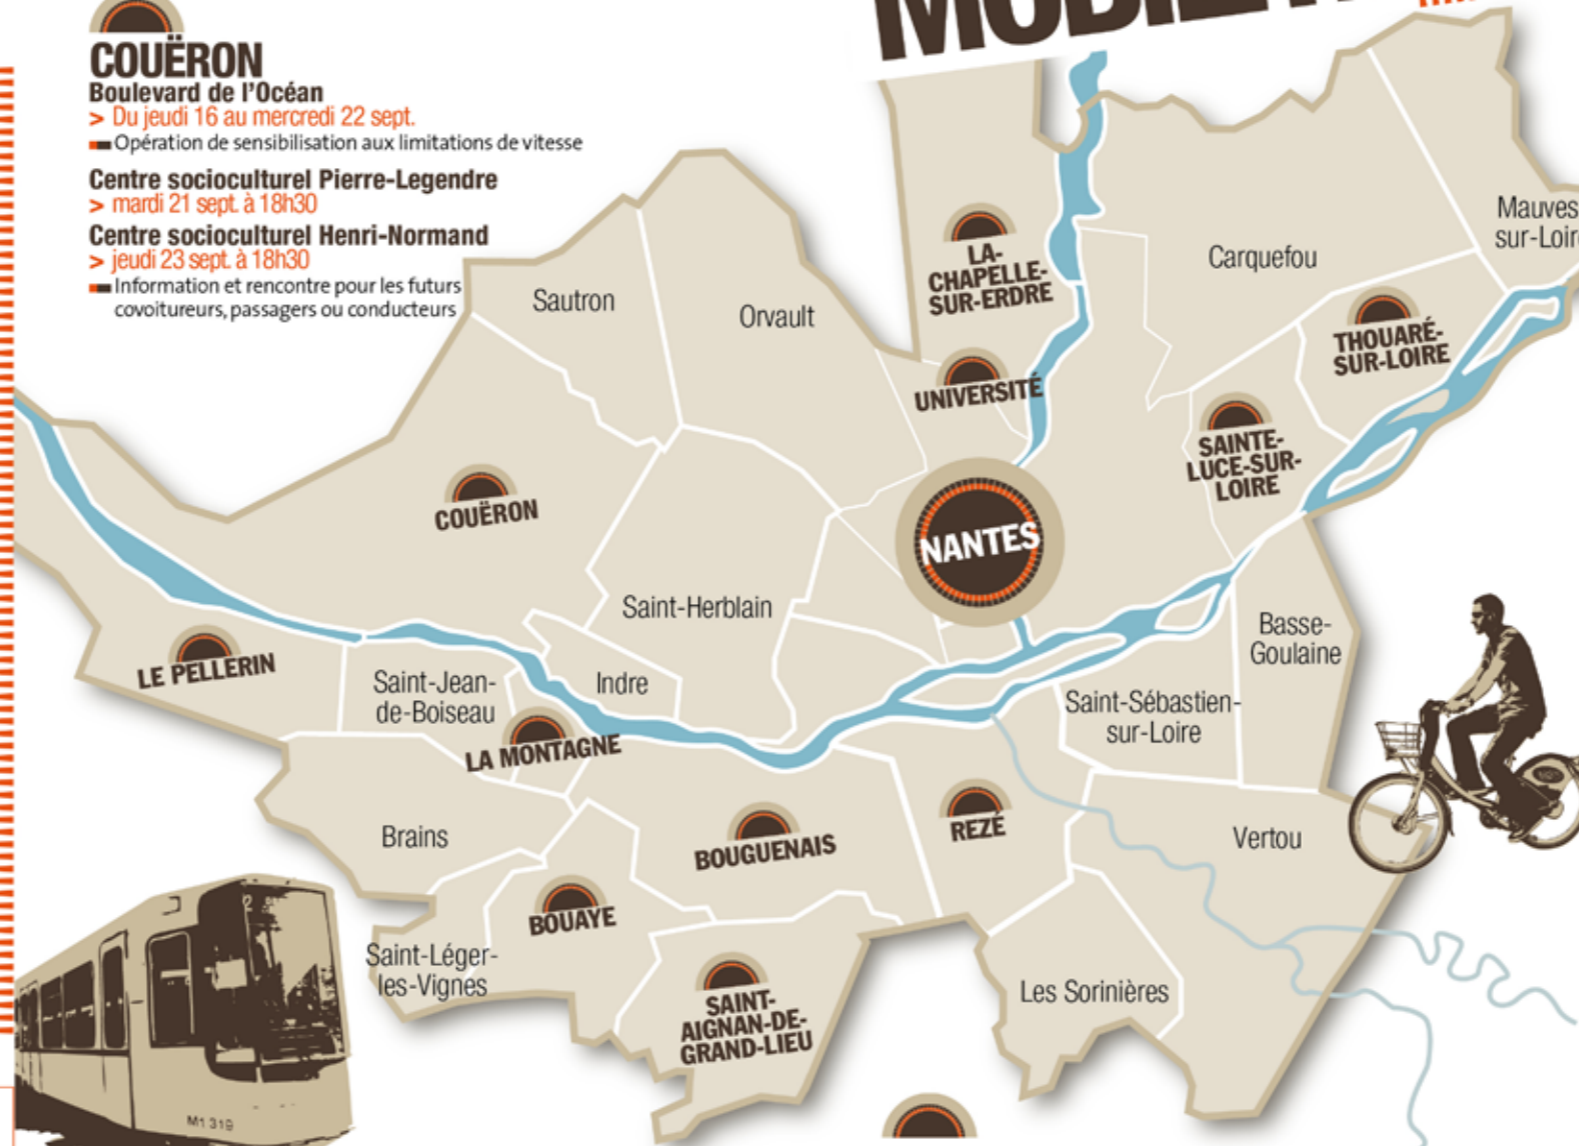 COUËRON
Boulevard de l'Océan
> Du jeudi 16 au mercredi 22 sept.
Opération de sensibilisation aux limitations de vitesse
Centre socioculturel Pierre-Legendre
> mardi 21 sept. à 18h30
Centre socioculturel Henri-Normand
> jeudi 23 sept. à 18h30
Information et rencontre pour les futurs
covoitureurs, passagers ou conducteurs
Mauves-
sur-Loire
LA-
CHAPELLE-
SUR-ERDRE
Carquefou
Sautron
Orvault
THOUARÉ-
SUR-LOIRE
UNIVERSITÉ
SAINTE-
LUCE-SUR-
LOIRE
COUËRON
NANTES
Saint-Herblain
Basse-
Goulaine
LE PELLERIN
Saint-Jean-
de-Boiseau
Indre
Saint-Sébastien-
sur-Loire
LA MONTAGNE
Brains
BOUGUENAIS
REZÉ
Vertou
BOUAYE
Saint-Léger-
les-Vignes
SAINT-
AIGNAN-DE-
GRAND-LIEU
Les Sorinières
2
M1 319